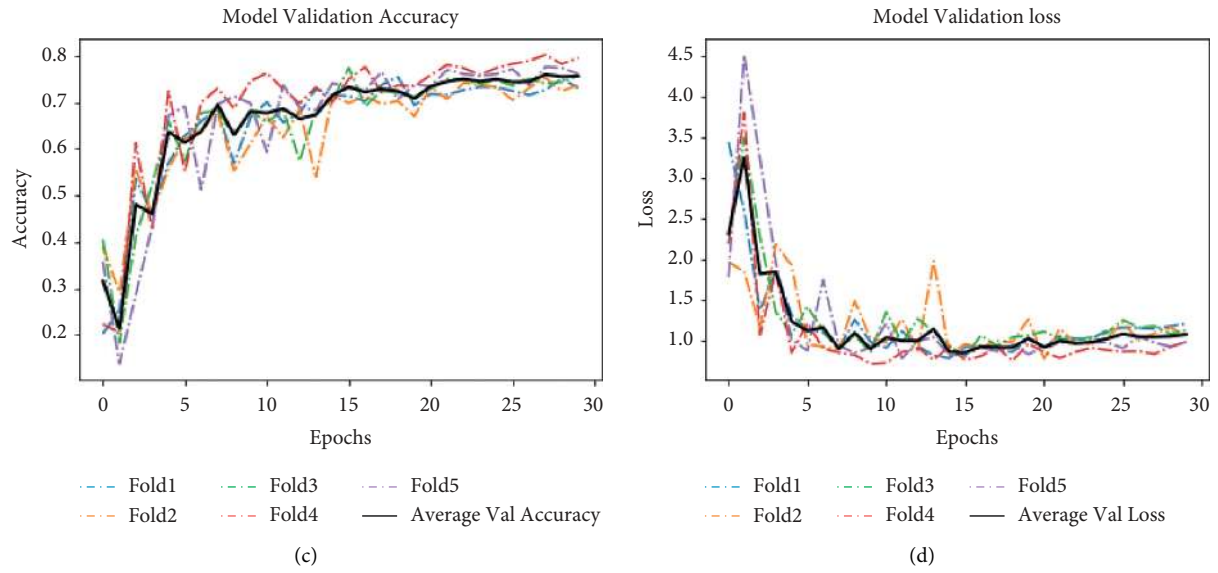 Model Validation Accuracy
0.8
0.7
0.6
0.5
0.4
0.3
0.2
Accuracy
0 5 10 15 20 25 30
Epochs
Fold1 Fold3 Fold5
Fold2 Fold4 Average Val Accuracy
(c)
Model Validation loss
4.5
4.0
3.5
3.0
2.5
2.0
1.5
1.0
Loss
0 5 10 15 20 25 30
Epochs
Fold1 Fold3 Fold5
Fold2 Fold4 Average Val Loss
(d)